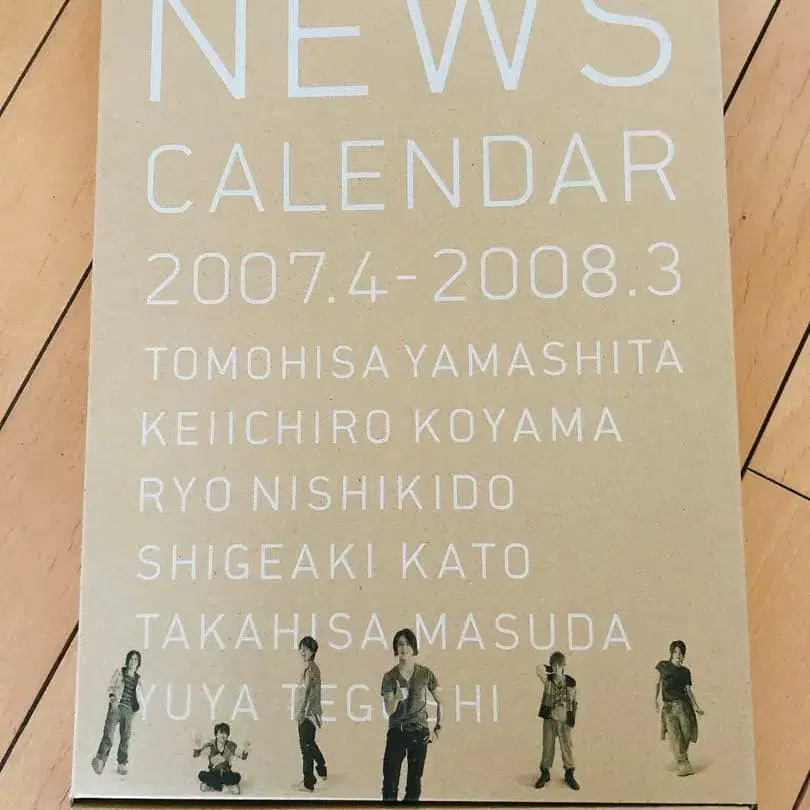 NEWS
CALENDAR
2007.4-2008.3
TOMOHISA YAMASHITA
KEIICHIRO KOYAMA
RYO NISHIKIDO
SHIGEAKI KATO
TAKAHISA MASUDA
YUYA TEGOSHI